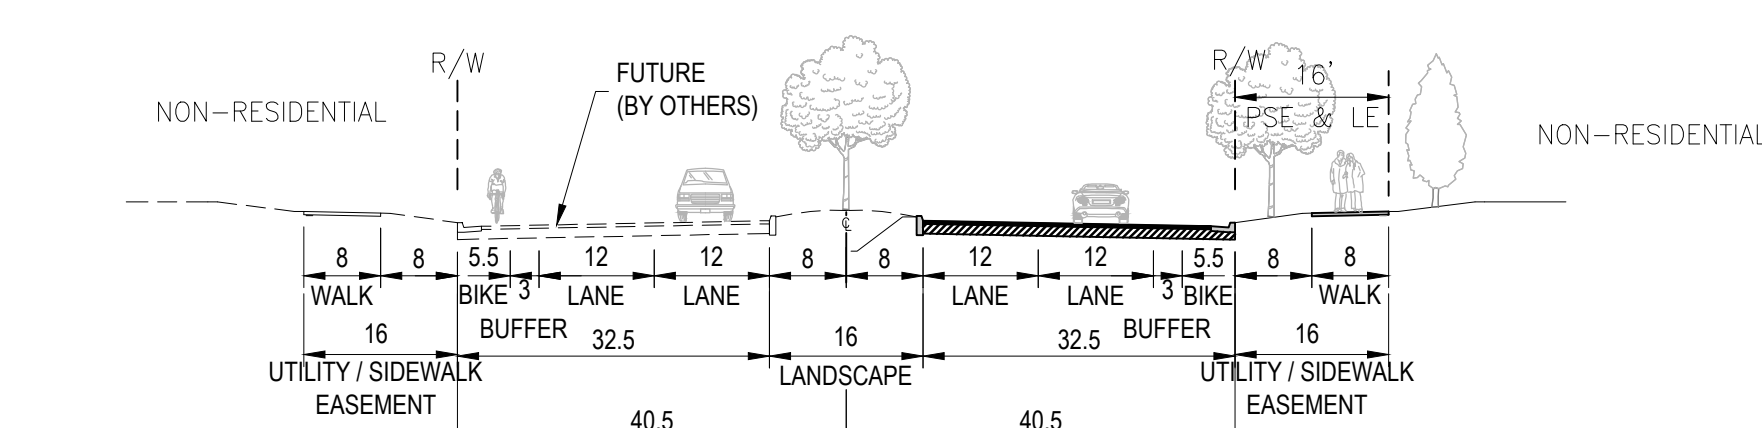 R/W
FUTURE
(BY OTHERS)
R/W
16'
PSE & LE
NON-RESIDENTIAL
NON-RESIDENTIAL
℄
8
8
5.5
3
12
12
8
8
12
12
3
5.5
8
8
WALK
BIKE
LANE
LANE
LANE
LANE
BIKE
WALK
BUFFER
BUFFER
16
32.5
16
32.5
16
UTILITY / SIDEWALK
EASEMENT
LANDSCAPE
UTILITY / SIDEWALK
EASEMENT
40.5
40.5